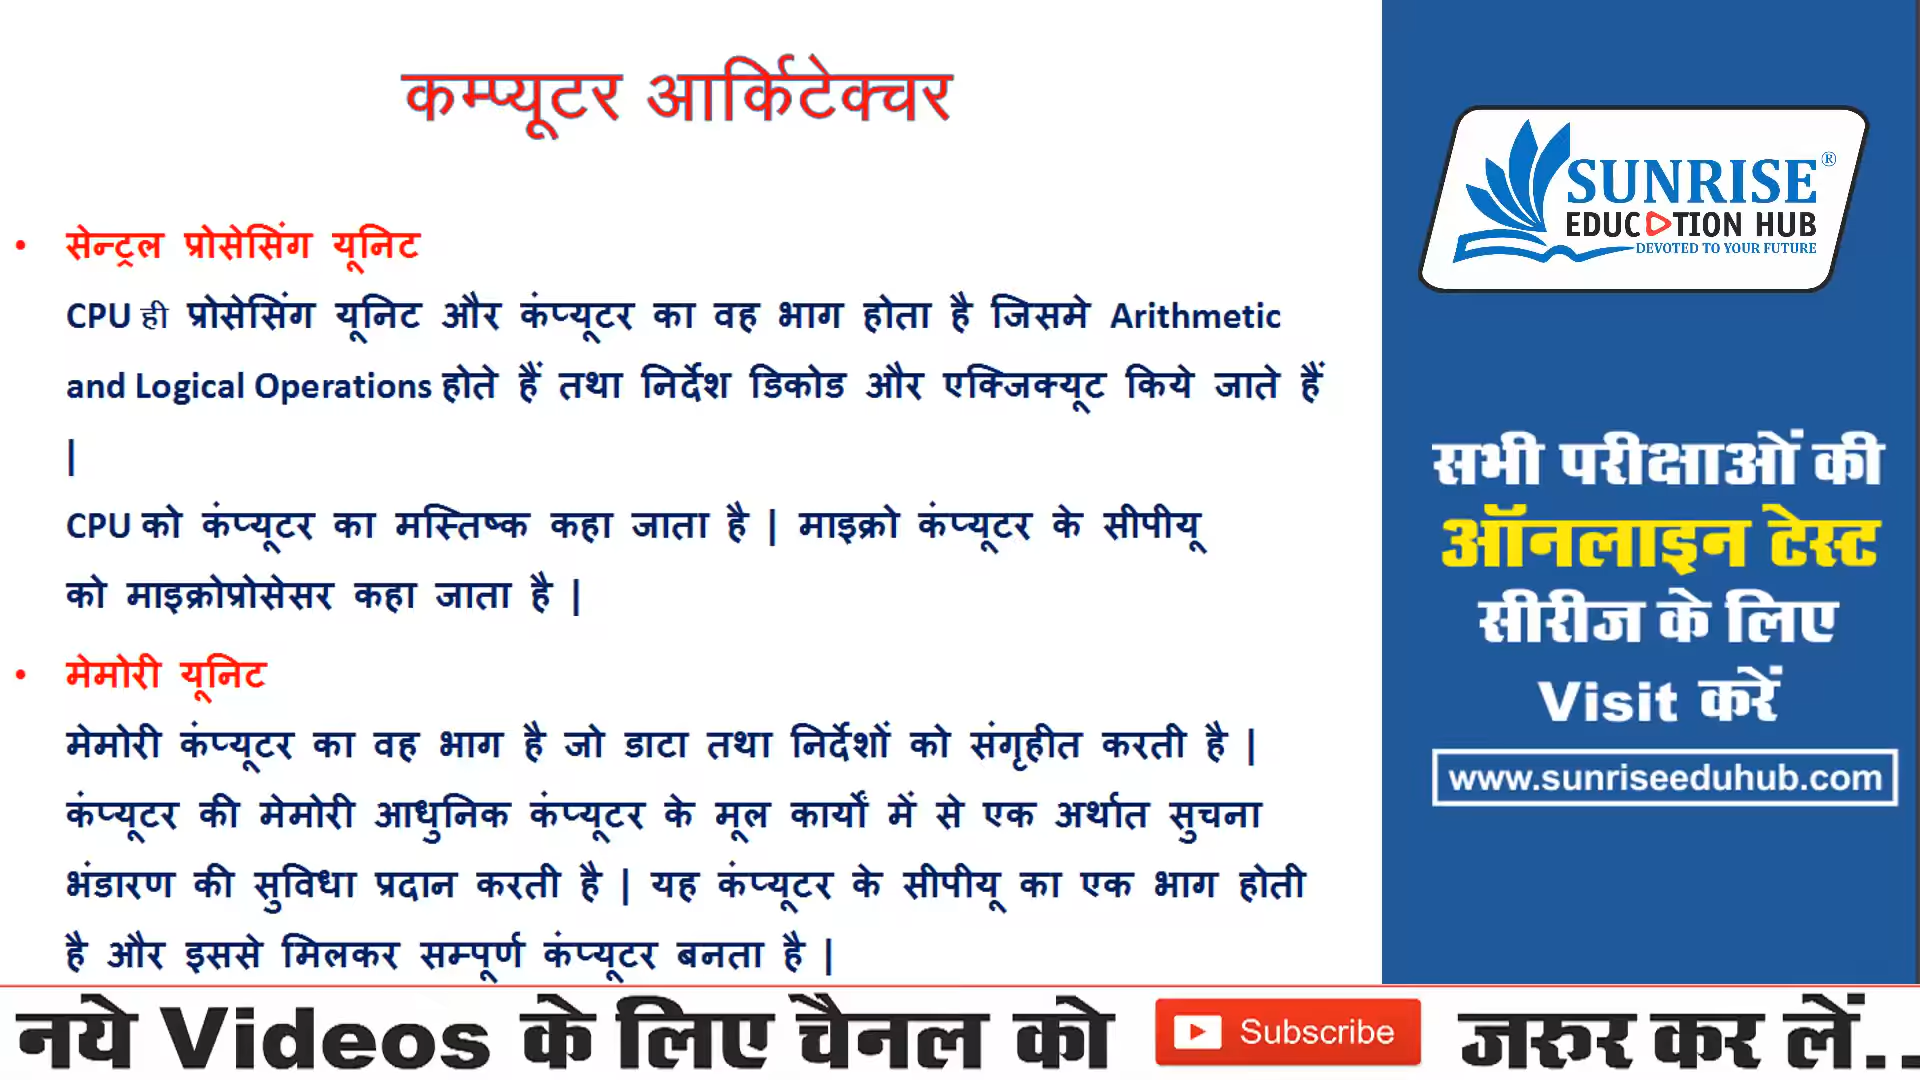 कम्प्यूटर आर्किटेक्चर
• सेन्ट्रल प्रोसेसिंग यूनिट
CPU ही प्रोसेसिंग यूनिट और कंप्यूटर का वह भाग होता है जिसमे Arithmetic
and Logical Operations होते हैं तथा निर्देश डिकोड और एक्जिक्यूट किये जाते हैं
|
CPU को कंप्यूटर का मस्तिष्क कहा जाता है | माइक्रो कंप्यूटर के सीपीयू
को माइक्रोप्रोसेसर कहा जाता है |
• मेमोरी यूनिट
मेमोरी कंप्यूटर का वह भाग है जो डाटा तथा निर्देशों को संगृहीत करती है |
कंप्यूटर की मेमोरी आधुनिक कंप्यूटर के मूल कार्यों में से एक अर्थात सुचना
भंडारण की सुविधा प्रदान करती है | यह कंप्यूटर के सीपीयू का एक भाग होती
है और इससे मिलकर सम्पूर्ण कंप्यूटर बनता है |
SUNRISE®
EDUCATION HUB
DEVOTED TO YOUR FUTURE
सभी परीक्षाओं की
ऑनलाइन टेस्ट
सीरीज के लिए
Visit करें
www.sunriseeduhub.com
नये Videos के लिए चैनल को Subscribe जरुर कर लें..